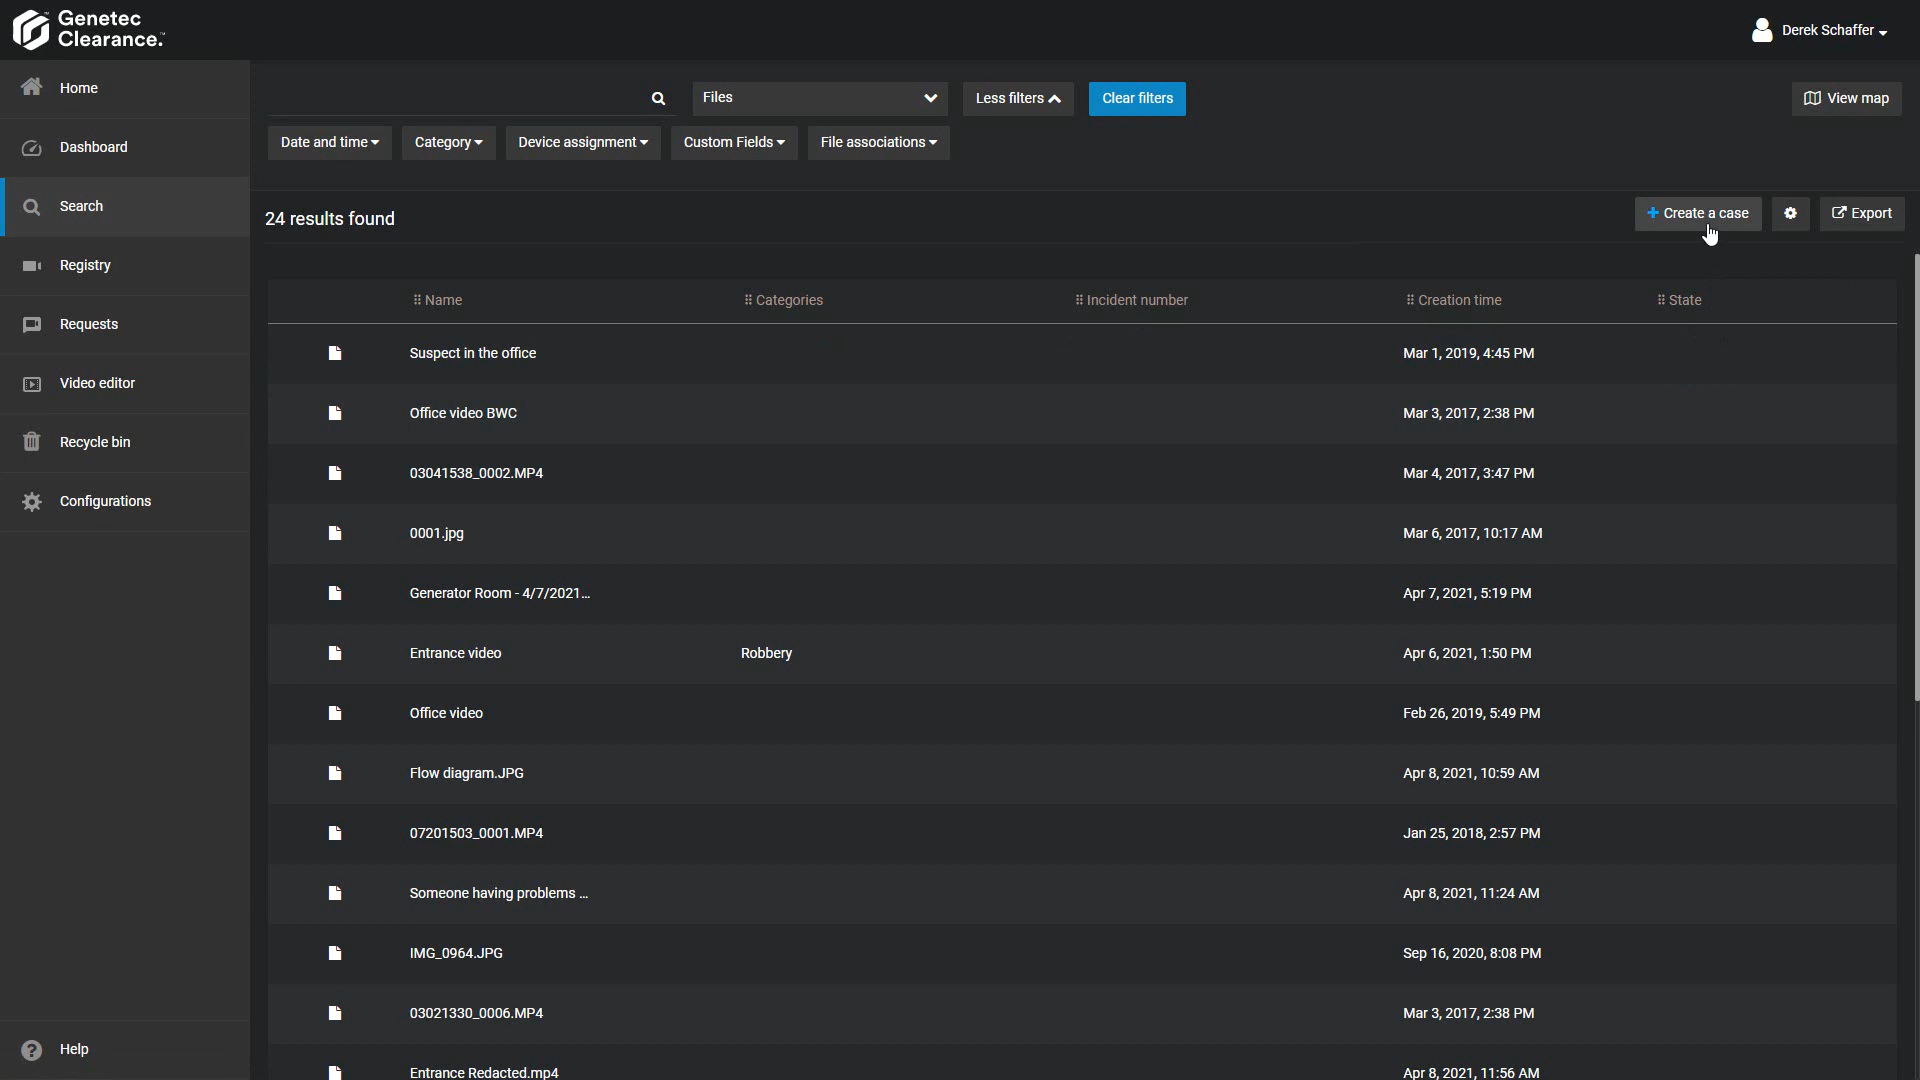 Genetec
Clearance.™
Derek Schaffer
Home
Dashboard
Search
Registry
Requests
Video editor
Recycle bin
Configurations
Help
Files
Less filters
Clear filters
View map
Date and time
Category
Device assignment
Custom Fields
File associations
24 results found
+ Create a case
Export
Name Categories Incident number Creation time State
Suspect in the office Mar 1, 2019, 4:45 PM
Office video BWC Mar 3, 2017, 2:38 PM
03041538_0002.MP4 Mar 4, 2017, 3:47 PM
0001.jpg Mar 6, 2017, 10:17 AM
Generator Room - 4/7/2021... Apr 7, 2021, 5:19 PM
Entrance video Robbery Apr 6, 2021, 1:50 PM
Office video Feb 26, 2019, 5:49 PM
Flow diagram.JPG Apr 8, 2021, 10:59 AM
07201503_0001.MP4 Jan 25, 2018, 2:57 PM
Someone having problems ... Apr 8, 2021, 11:24 AM
IMG_0964.JPG Sep 16, 2020, 8:08 PM
03021330_0006.MP4 Mar 3, 2017, 2:38 PM
Entrance Redacted.mp4 Apr 8, 2021, 11:56 AM